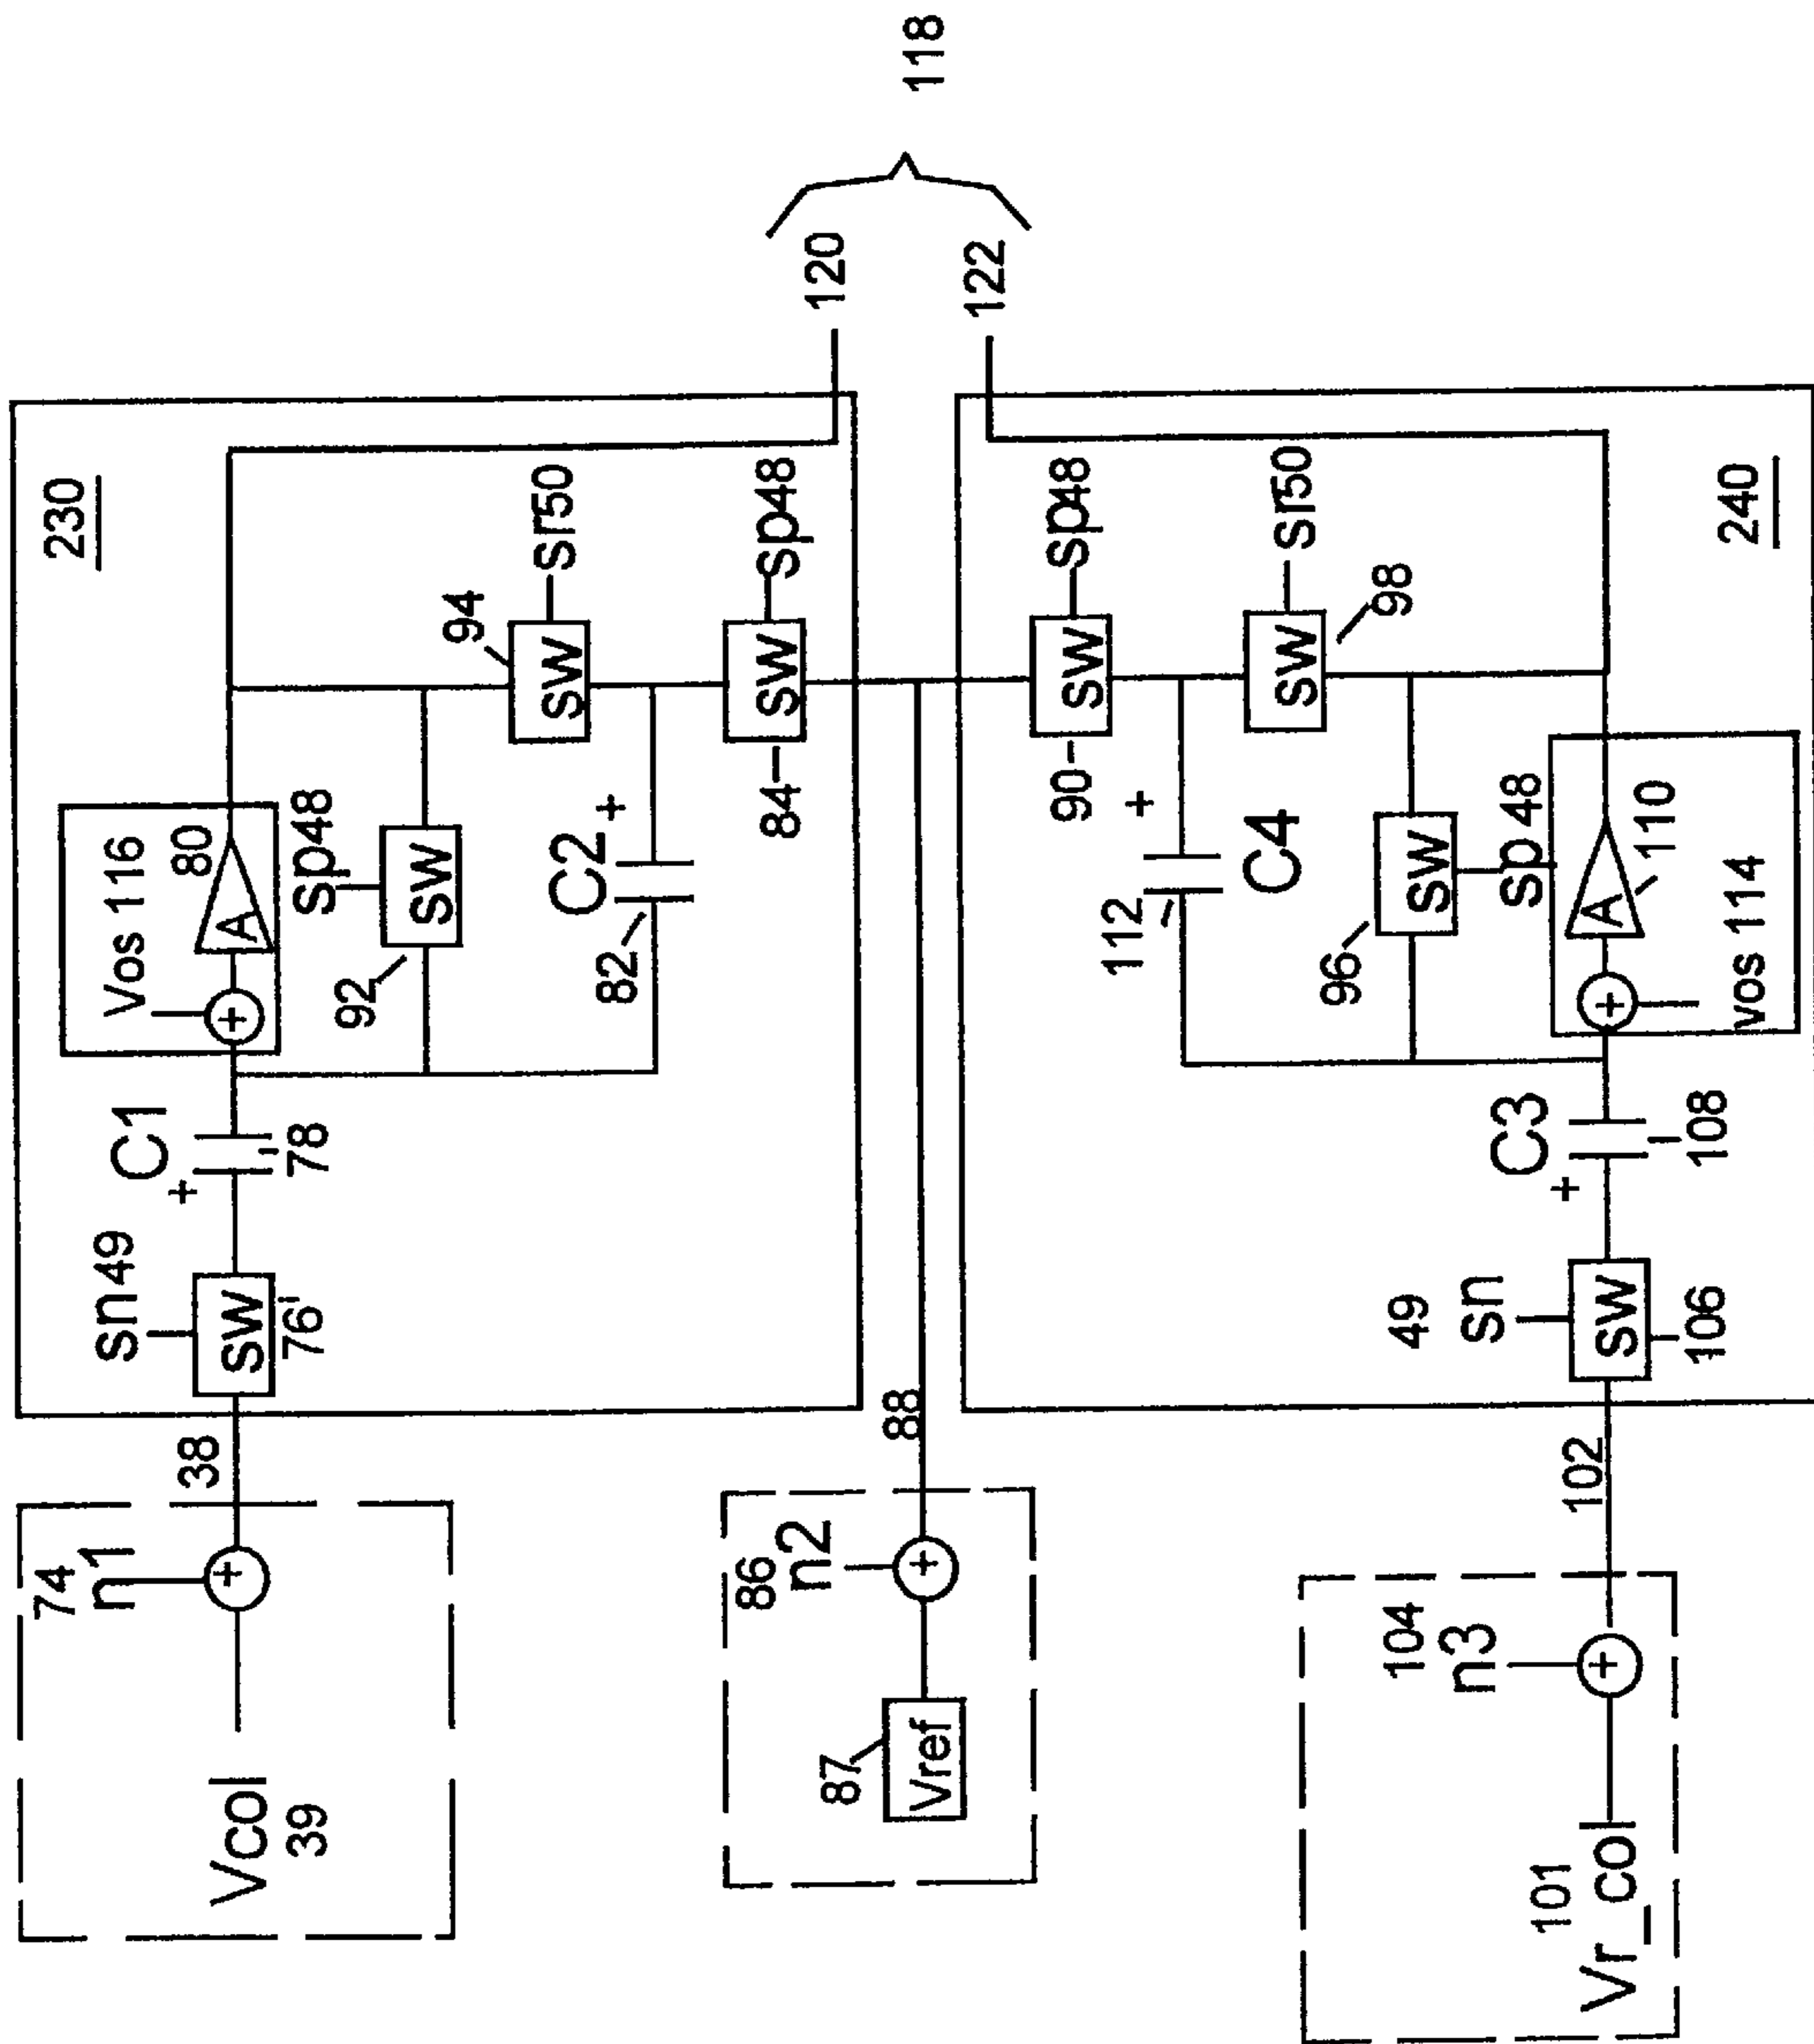 230
Vos 116
80
A
sp48
sw
92
C1
+
78
sn49
sw
76
38
74
n1
+
Vcol
39
94
sw
sr50
C2
+
82
84
sw
sp48
120
122
118
88
86
n2
+
87
Vref
90
sw
sp48
sr50
sw
98
+
C4
112
96
sw
sp48
A
110
+
vos 114
240
C3
+
108
49
sn
sw
106
102
104
n3
+
101
Vr_col